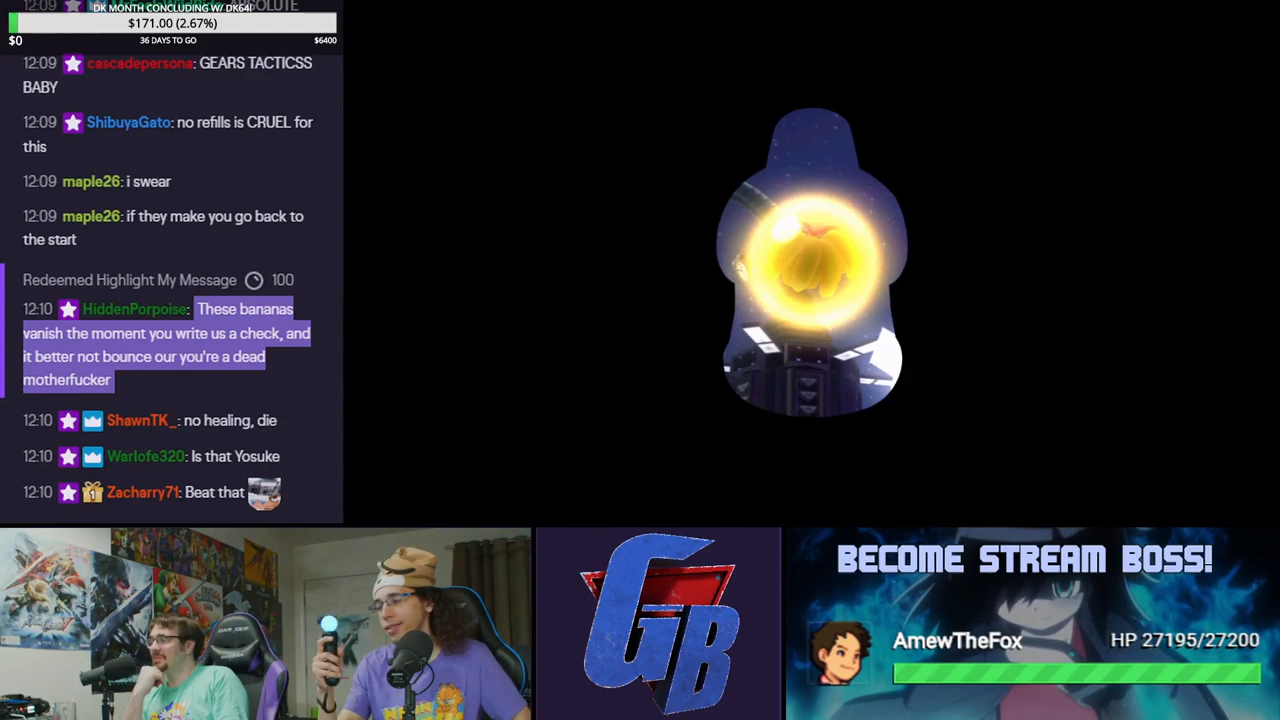 DK MONTH CONCLUDING W/ DK64!
ABSOLUTE
$171.00 (2.67%)
$0 36 DAYS TO GO $6400
12:09 cascadepersona: GEARS TACTICSS
BABY
12:09 ShibuyaGato: no refills is CRUEL for
this
12:09 maple26: i swear
12:09 maple26: if they make you go back to
the start
Redeemed Highlight My Message 100
12:10 HiddenPorpoise: These bananas
vanish the moment you write us a check, and
it better not bounce our you're a dead
motherfucker
12:10 ShawnTK_: no healing, die
12:10 Warlofe320: Is that Yosuke
12:10 Zacharry71: Beat that
GB
BECOME STREAM BOSS!
AmewTheFox HP 27195/27200